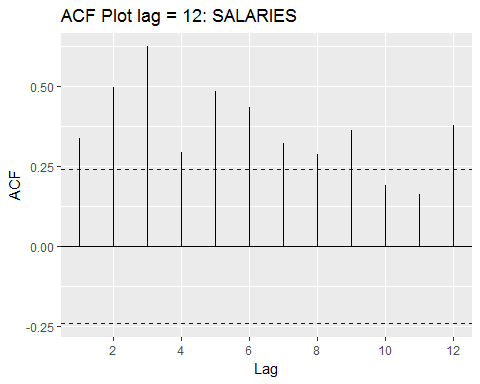 ACF Plot lag = 12: SALARIES
ACF
0.50
0.25
0.00
-0.25
2 4 6 8 10 12
Lag